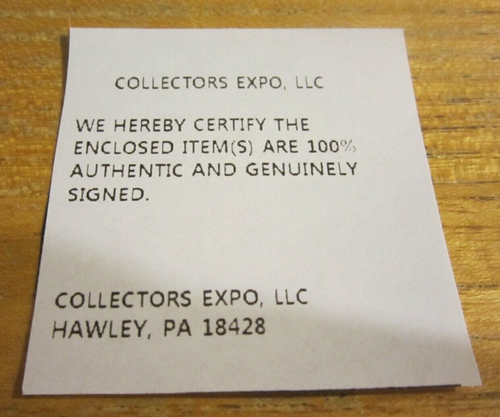 COLLECTORS EXPO, LLC
WE HEREBY CERTIFY THE
ENCLOSED ITEM(S) ARE 100%
AUTHENTIC AND GENUINELY
SIGNED.
COLLECTORS EXPO, LLC
HAWLEY, PA 18428